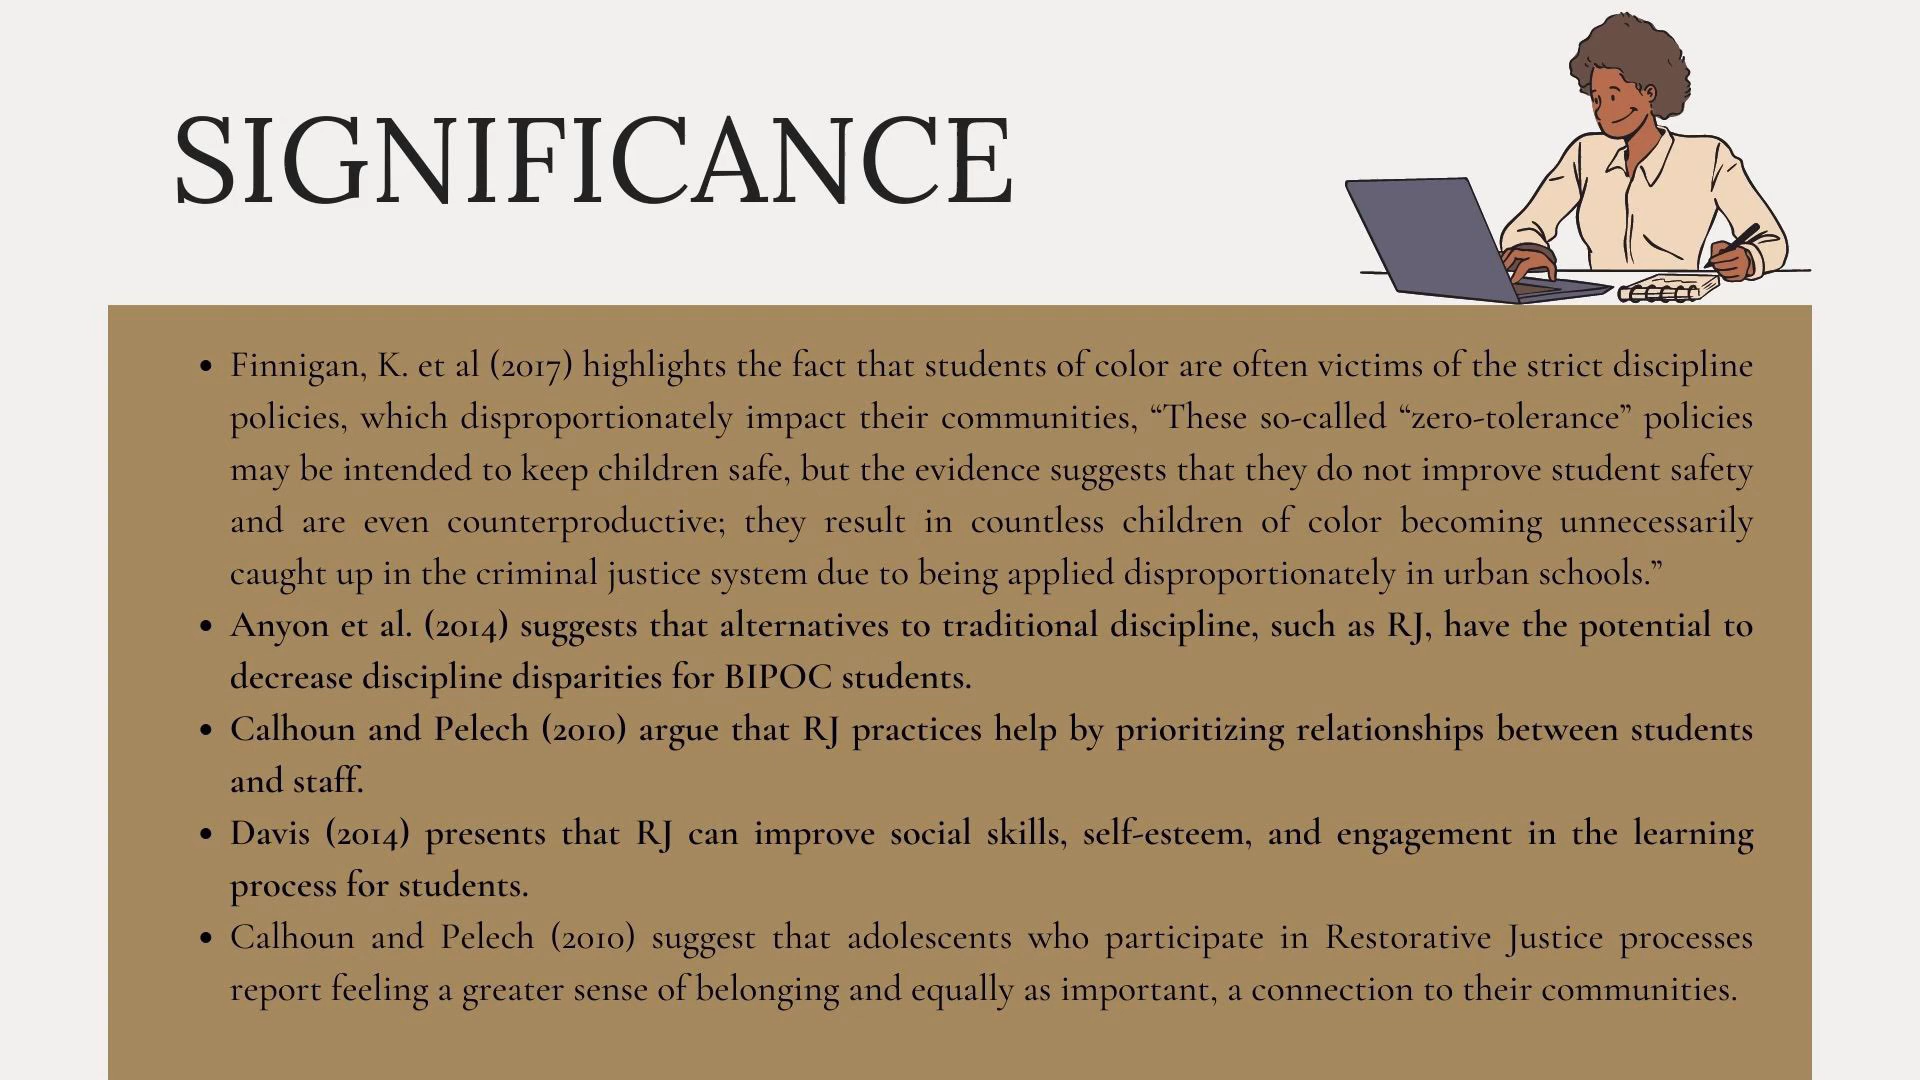 SIGNIFICANCE
• Finnigan, K. et al (2017) highlights the fact that students of color are often victims of the strict discipline
policies, which disproportionately impact their communities, “These so-called “zero-tolerance” policies
may be intended to keep children safe, but the evidence suggests that they do not improve student safety
and are even counterproductive; they result in countless children of color becoming unnecessarily
caught up in the criminal justice system due to being applied disproportionately in urban schools.”
• Anyon et al. (2014) suggests that alternatives to traditional discipline, such as RJ, have the potential to
decrease discipline disparities for BIPOC students.
• Calhoun and Pelech (2010) argue that RJ practices help by prioritizing relationships between students
and staff.
• Davis (2014) presents that RJ can improve social skills, self-esteem, and engagement in the learning
process for students.
• Calhoun and Pelech (2010) suggest that adolescents who participate in Restorative Justice processes
report feeling a greater sense of belonging and equally as important, a connection to their communities.